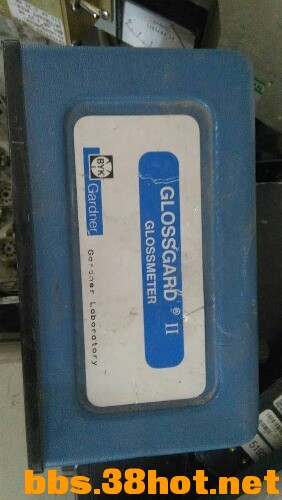 GLOSSGARD ® II
GLOSSMETER
BYK
Gardner
Gardner Laboratory
bbs.38hot.net